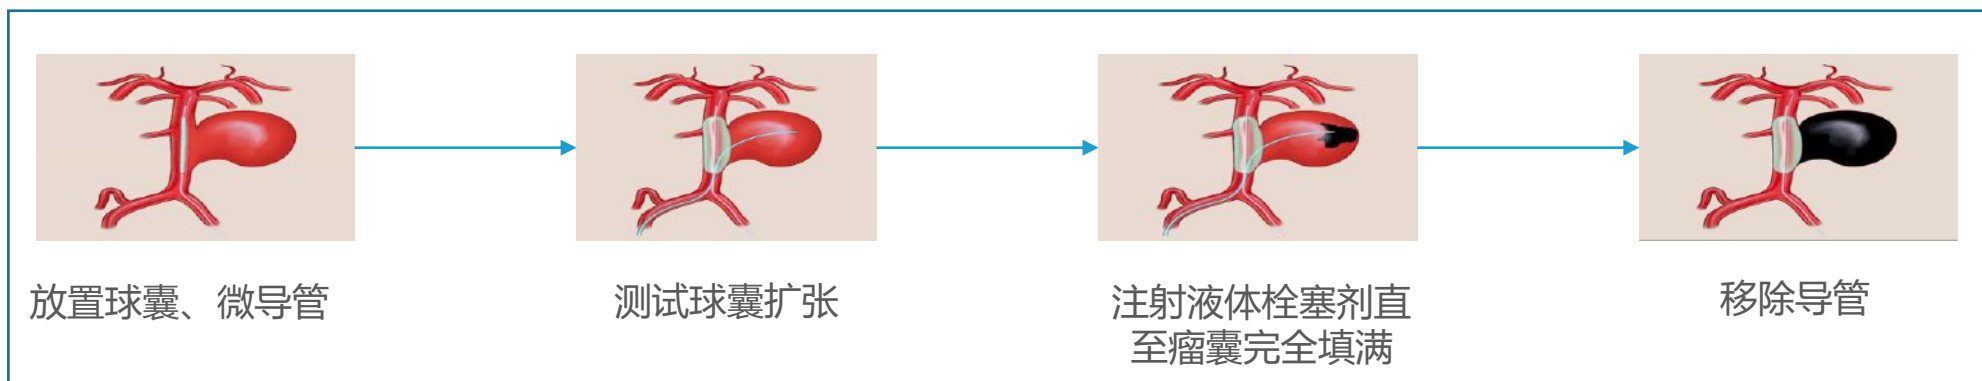 放置球囊、微导管
测试球囊扩张
注射液体栓塞剂直
至瘤囊完全填满
移除导管